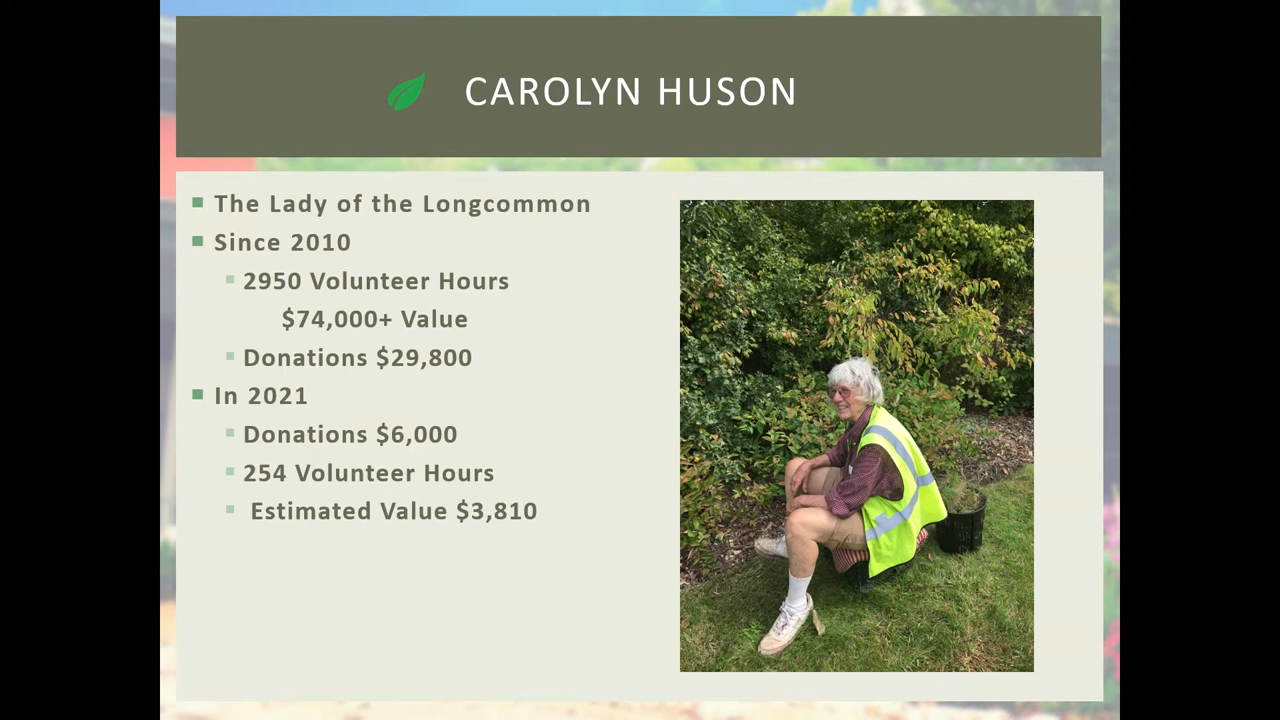 CAROLYN HUSON
The Lady of the Longcommon
Since 2010
2950 Volunteer Hours
$74,000+ Value
Donations $29,800
In 2021
Donations $6,000
254 Volunteer Hours
Estimated Value $3,810